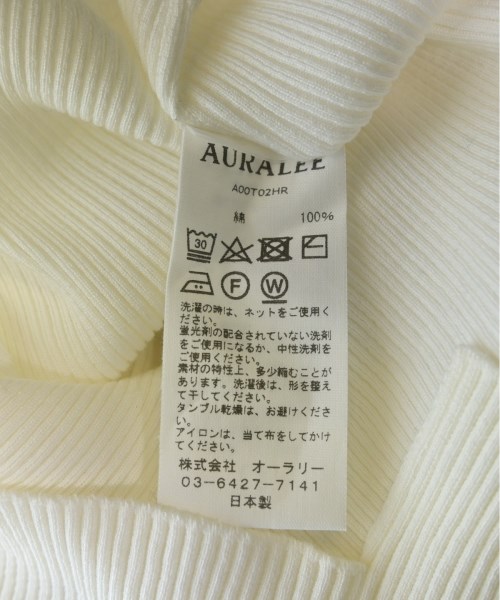 AURALEE
A00T02HR
綿 100%
30
F W
洗濯の時は、ネットをご使用く
ださい。
蛍光剤の配合されていない洗剤
をご使用になるか、中性洗剤を
ご使用ください。
素材の特性上、多少縮むことが
あります。洗濯後は、形を整え
て干してください。
タンブル乾燥は、お避けくださ
い。
アイロンは、当て布をしてかけ
てください。
株式会社 オーラリー
03-6427-7141
日本製